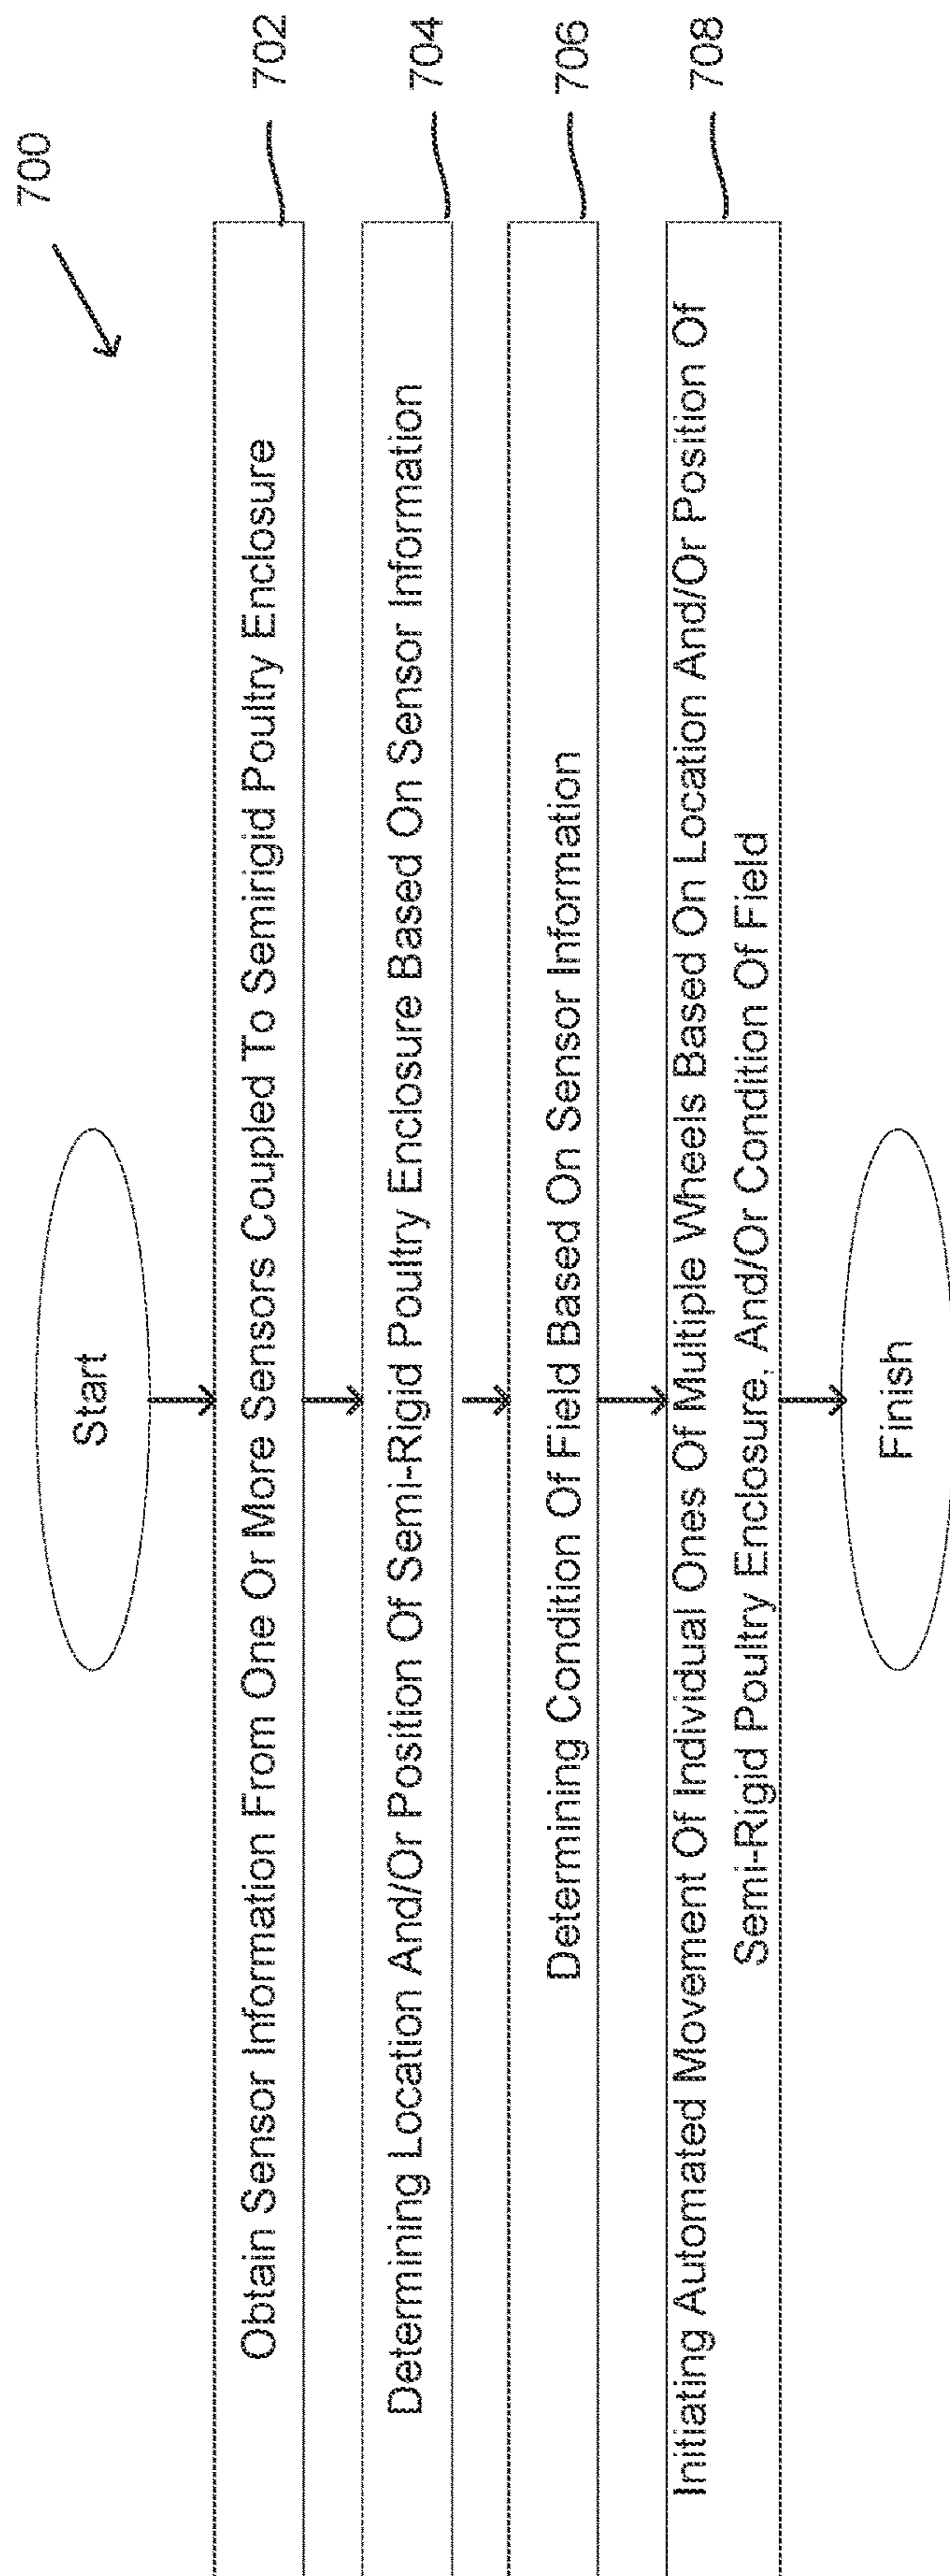 700
Start
Obtain Sensor Information From One Or More Sensors Coupled To Semirigid Poultry Enclosure
702
Determining Location And/Or Position Of Semi-Rigid Poultry Enclosure Based On Sensor Information
704
Determining Condition Of Field Based On Sensor Information
706
Initiating Automated Movement Of Individual Ones Of Multiple Wheels Based On Location And/Or Position Of
Semi-Rigid Poultry Enclosure, And/Or Condition Of Field
708
Finish